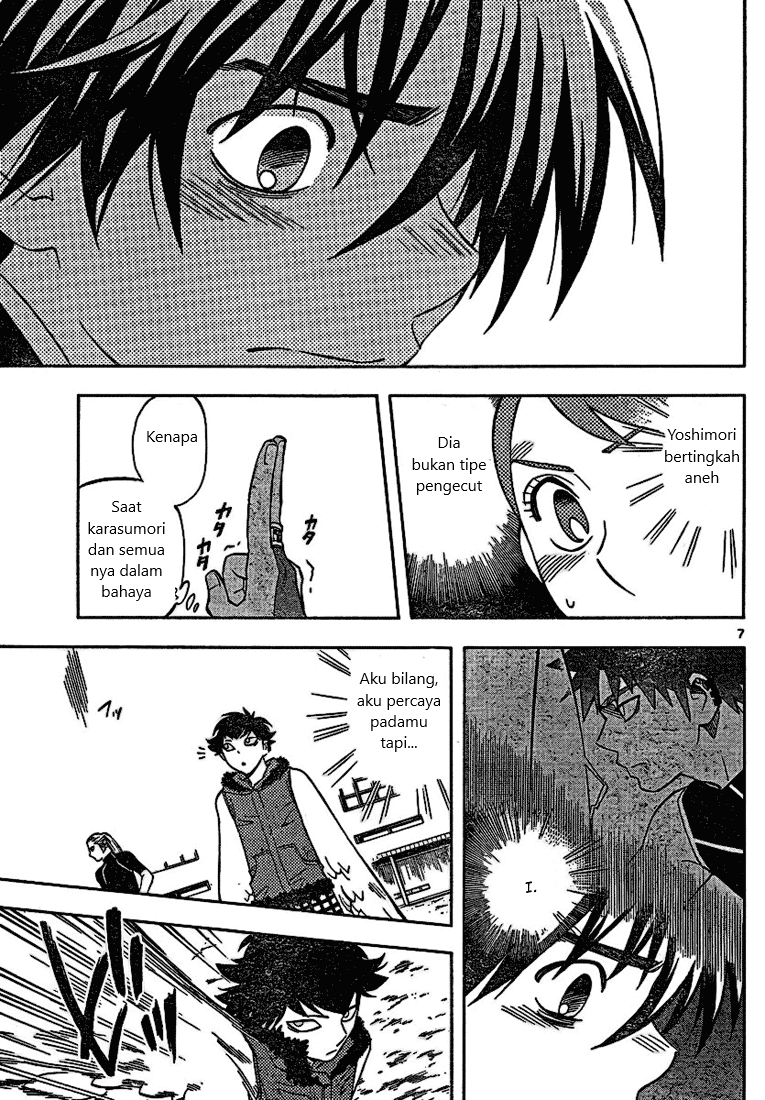 Yoshimori
bertingkah
aneh
Dia
bukan tipe
pengecut
Kenapa
Saat
karasumori
dan semua
nya dalam
bahaya
カタ
カタ
カタ
7
I.
Aku bilang,
aku percaya
padamu
tapi...